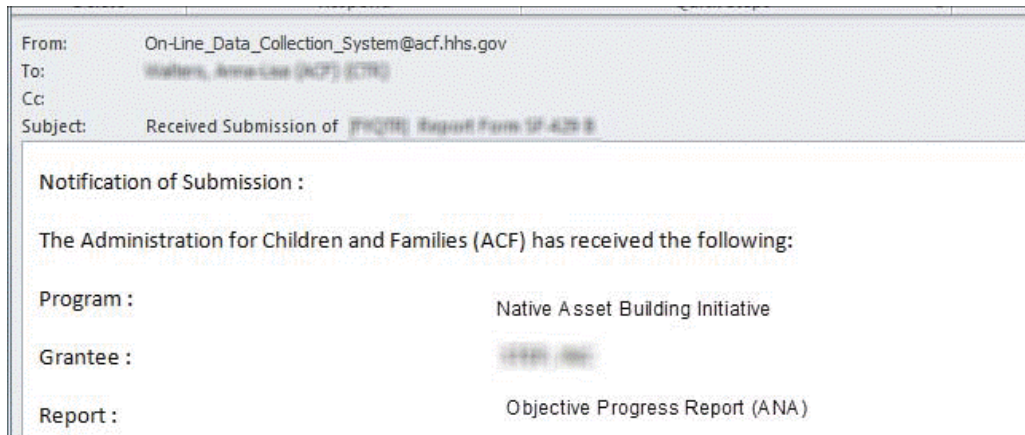 From: On-Line_Data_Collection_System@acf.hhs.gov
To:
Cc:
Subject: Received Submission of
Notification of Submission :
The Administration for Children and Families (ACF) has received the following:
Program : Native Asset Building Initiative
Grantee :
Report : Objective Progress Report (ANA)